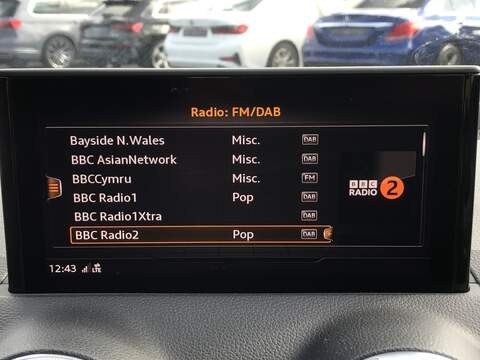 Radio: FM/DAB
Bayside N.Wales Misc. DAB
BBC AsianNetwork Misc. DAB
BBCCymru Misc. FM
BBC Radio1 Pop DAB
BBC Radio1Xtra DAB
BBC Radio2 Pop DAB
BBC
RADIO 2
12:43 LTE